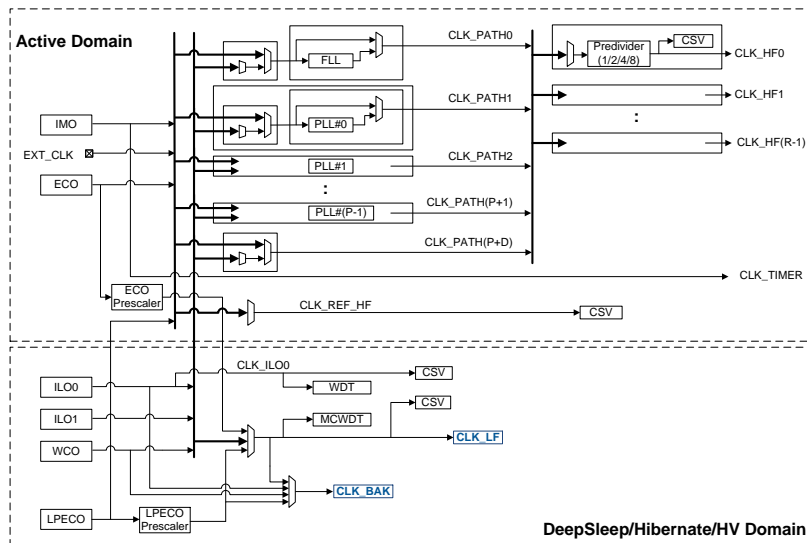 Active Domain
CLK_PATH0
FLL
Predivider
(1/2/4/8)
CSV
CLK_HF0
CLK_PATH1
PLL#0
CLK_HF1
:
IMO
EXT_CLK
CLK_PATH2
PLL#1
CLK_HF(R-1)
ECO
:
CLK_PATH(P+1)
PLL#(P-1)
CLK_PATH(P+D)
CLK_TIMER
ECO
Prescaler
CLK_REF_HF
CSV
CLK_ILO0
CSV
ILO0
WDT
CSV
ILO1
MCWDT
CLK_LF
WCO
CLK_BAK
LPECO
LPECO
Prescaler
DeepSleep/Hibernate/HV Domain